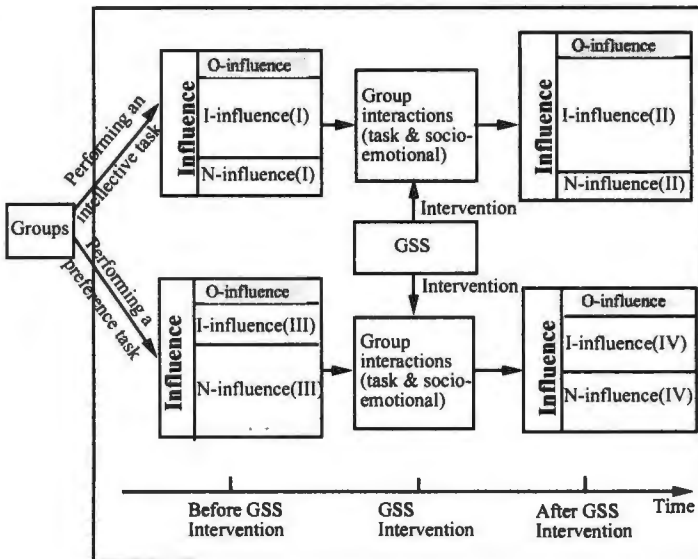 Groups
Performing an
intellective task
Performing a
preference task
Influence
O-influence
I-influence(I)
N-influence(I)
Group
interactions
(task & socio-
emotional)
Influence
O-influence
I-influence(II)
N-influence(II)
Intervention
GSS
Intervention
Influence
O-influence
I-influence(III)
N-influence(III)
Group
interactions
(task & socio-
emotional)
Influence
O-influence
I-influence(IV)
N-influence(IV)
Before GSS
Intervention
GSS
Intervention
After GSS
Intervention
Time